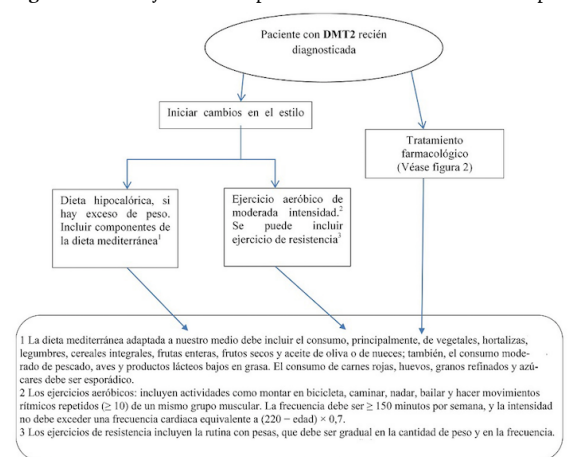 Paciente con DMT2 recién
diagnosticada
Iniciar cambios en el estilo
Tratamiento
farmacológico
(Véase figura 2)
Dieta hipocalórica, si
hay exceso de peso.
Incluir componentes de
la dieta mediterránea1
Ejercicio aeróbico de
moderada intensidad.2
Se puede incluir
ejercicio de resistencia3
1 La dieta mediterránea adaptada a nuestro medio debe incluir el consumo, principalmente, de vegetales, hortalizas,
legumbres, cereales integrales, frutas enteras, frutos secos y aceite de oliva o de nueces; también, el consumo mode-
rado de pescado, aves y productos lácteos bajos en grasa. El consumo de carnes rojas, huevos, granos refinados y azú-
cares debe ser esporádico.
2 Los ejercicios aeróbicos: incluyen actividades como montar en bicicleta, caminar, nadar, bailar y hacer movimientos
rítmicos repetidos (≥ 10) de un mismo grupo muscular. La frecuencia debe ser ≥ 150 minutos por semana, y la intensidad
no debe exceder una frecuencia cardiaca equivalente a (220 − edad) × 0,7.
3 Los ejercicios de resistencia incluyen la rutina con pesas, que debe ser gradual en la cantidad de peso y en la frecuencia.